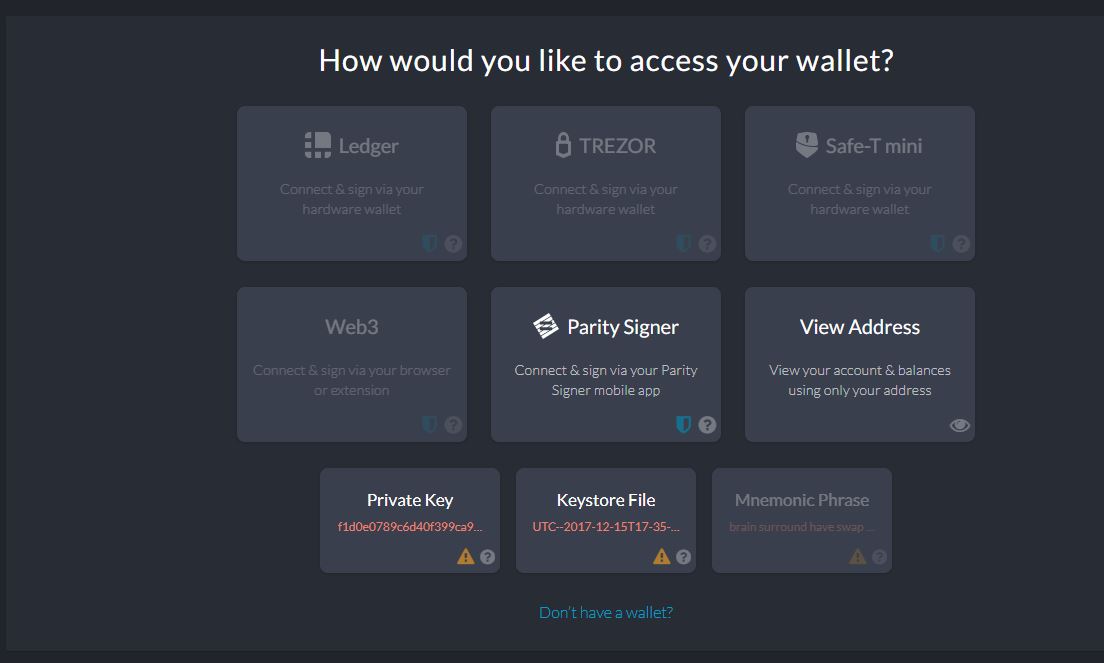 How would you like to access your wallet?
Ledger
Connect & sign via your
hardware wallet
TREZOR
Connect & sign via your
hardware wallet
Safe-T mini
Connect & sign via your
hardware wallet
Web3
Connect & sign via your browser
or extension
Parity Signer
Connect & sign via your Parity
Signer mobile app
View Address
View your account & balances
using only your address
Private Key
f1d0e0789c6d40f399ca9...
Keystore File
UTC--2017-12-15T17-35-...
Mnemonic Phrase
brain surround have swap ...
Don't have a wallet?